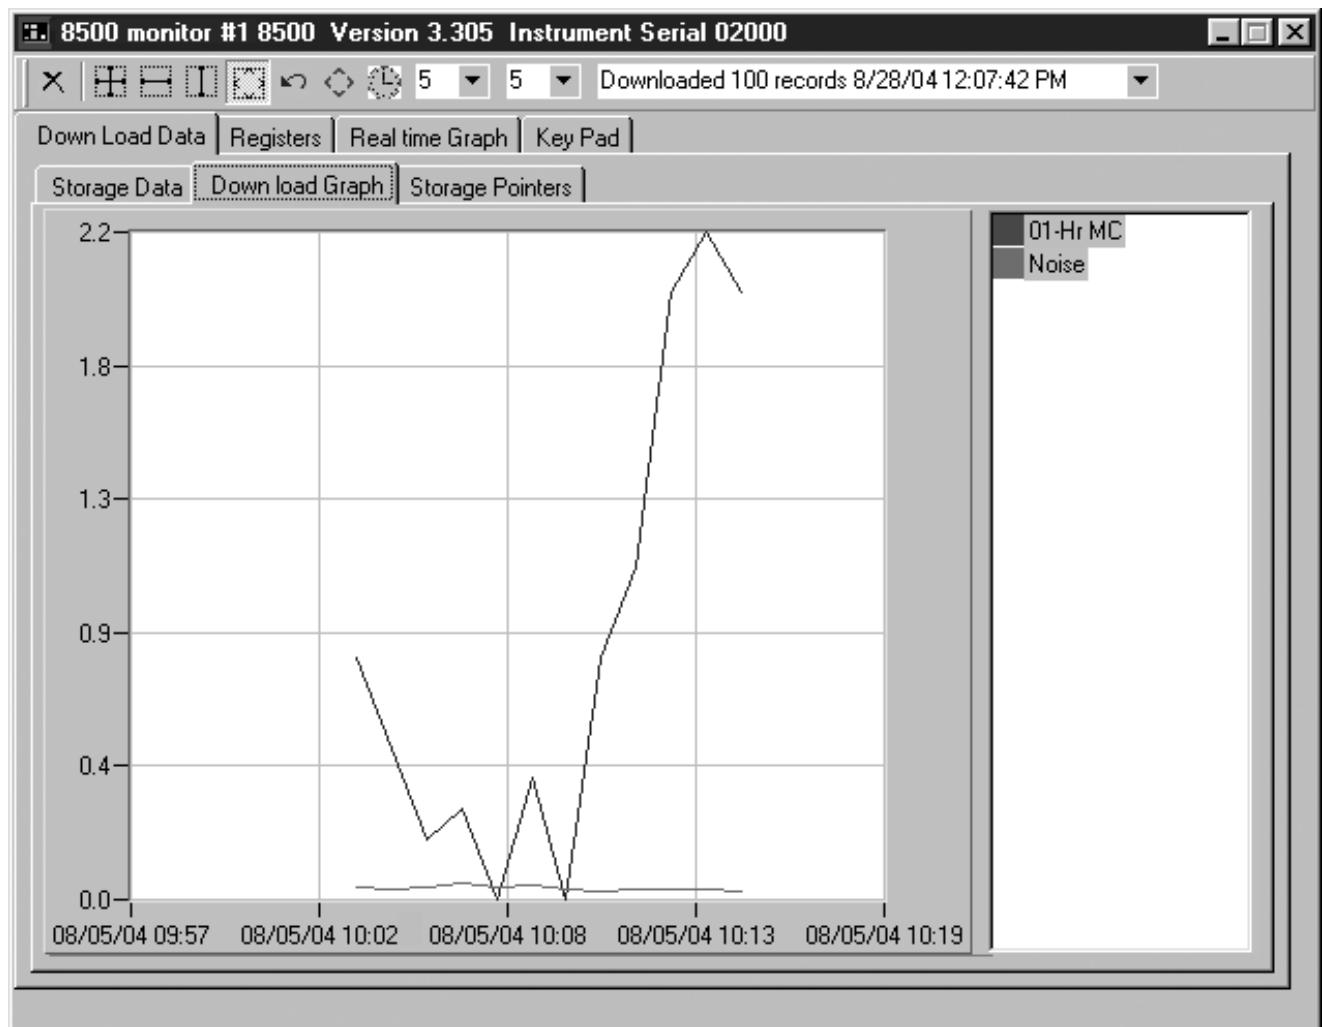 8500 monitor #1 8500 Version 3.305 Instrument Serial 02000
5 5 Downloaded 100 records 8/28/04 12:07:42 PM
Down Load Data Registers Real time Graph Key Pad
Storage Data Down load Graph Storage Pointers
2.2
1.8
1.3
0.9
0.4
0.0
08/05/04 09:57 08/05/04 10:02 08/05/04 10:08 08/05/04 10:13 08/05/04 10:19
01-Hr MC
Noise